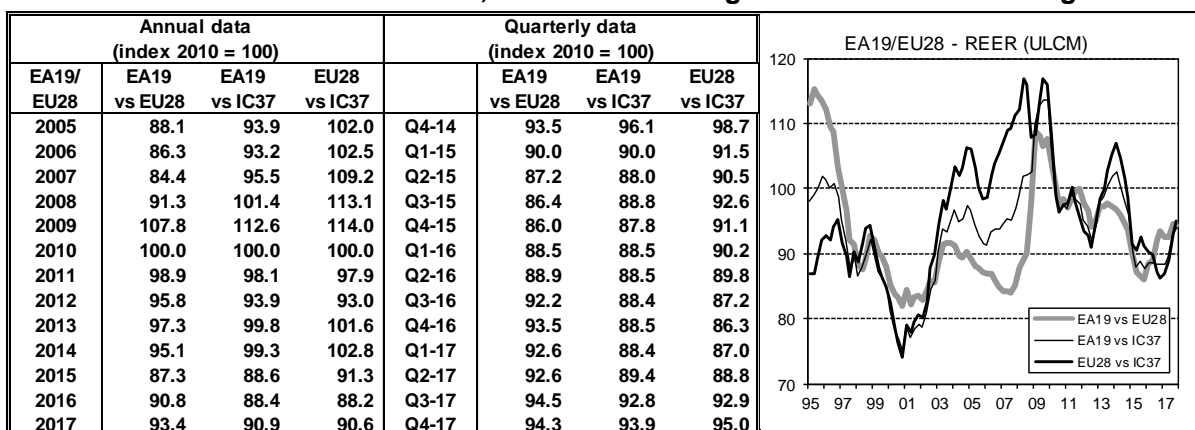 Annual data Quarterly data
(index 2010 = 100) (index 2010 = 100)
EA19/ EA19 EA19 EU28 EA19 EA19 EU28
EU28 vs EU28 vs IC37 vs IC37 vs EU28 vs IC37 vs IC37
2005 88.1 93.9 102.0 Q4-14 93.5 96.1 98.7
2006 86.3 93.2 102.5 Q1-15 90.0 90.0 91.5
2007 84.4 95.5 109.2 Q2-15 87.2 88.0 90.5
2008 91.3 101.4 113.1 Q3-15 86.4 88.8 92.6
2009 107.8 112.6 114.0 Q4-15 86.0 87.8 91.1
2010 100.0 100.0 100.0 Q1-16 88.5 88.5 90.2
2011 98.9 98.1 97.9 Q2-16 88.9 88.5 89.8
2012 95.8 93.9 93.0 Q3-16 92.2 88.4 87.2
2013 97.3 99.8 101.6 Q4-16 93.5 88.5 86.3
2014 95.1 99.3 102.8 Q1-17 92.6 88.4 87.0
2015 87.3 88.6 91.3 Q2-17 92.6 89.4 88.8
2016 90.8 88.4 88.2 Q3-17 94.5 92.8 92.9
2017 93.4 90.9 90.6 Q4-17 94.3 93.9 95.0
EA19/EU28 - REER (ULCM)
120
110
100
90
80
70
EA19 vs EU28
EA19 vs IC37
EU28 vs IC37
95 97 99 01 03 05 07 09 11 13 15 17